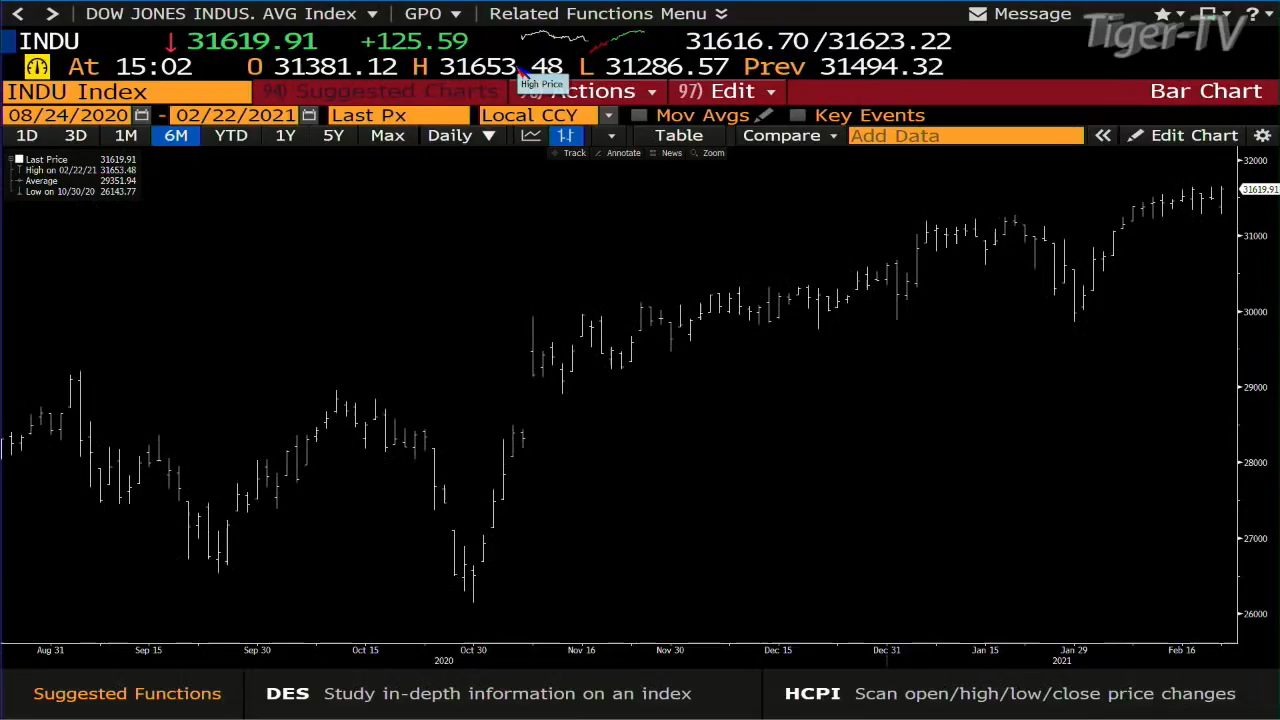 DOW JONES INDUS. AVG Index GPO Related Functions Menu Message ?
Tiger-TV
INDU ↓ 31619.91 +125.59 31616.70 /31623.22
At 15:02 O 31381.12 H 31653.48 L 31286.57 Prev 31494.32
High Price
INDU Index 94) Suggested Charts Actions 97) Edit Bar Chart
08/24/2020 - 02/22/2021 Last Px Local CCY Mov Avgs Key Events
1D 3D 1M 6M YTD 1Y 5Y Max Daily ▼ Table Compare Add Data « Edit Chart
Track Annotate News Zoom
Last Price 31619.91
High on 02/22/21 31653.48
Average 29351.94
Low on 10/30/20 26143.77
32000
31619.91
31000
30000
29000
28000
27000
26000
Aug 31 Sep 15 Sep 30 Oct 15 Oct 30 Nov 16 Nov 30 Dec 15 Dec 31 Jan 15 Jan 29 Feb 16
2020 2021
Suggested Functions DES Study in-depth information on an index HCPI Scan open/high/low/close price changes